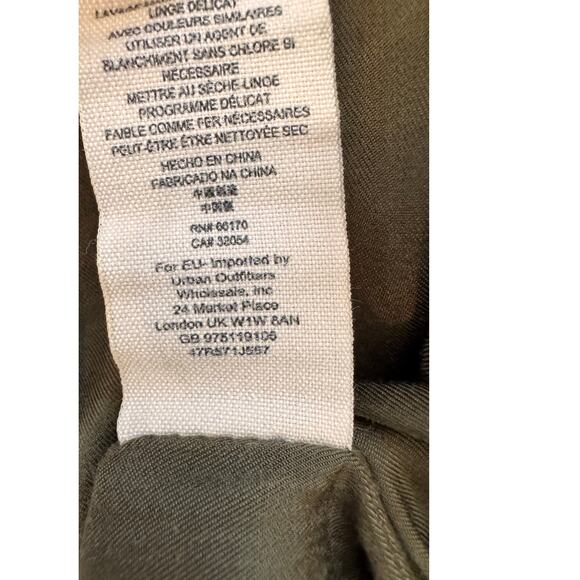 LINGE DÉLICAT
AVEC COULEURS SIMILAIRES
UTILISER UN AGENT DE
BLANCHIMENT SANS CHLORE SI
NÉCESSAIRE
METTRE AU SÈCHE-LINGE
PROGRAMME DÉLICAT
FAIBLE COMME FER NÉCESSAIRES
PEUT-ÊTRE ÊTRE NETTOYÉE SEC
HECHO EN CHINA
FABRICADO NA CHINA
中國製造
中国製
RN# 66170
CA# 32054
For EU- Imported by
Urban Outfitters
Wholesale, Inc
24 Market Place
London UK W1W 8AN
GB 975119105